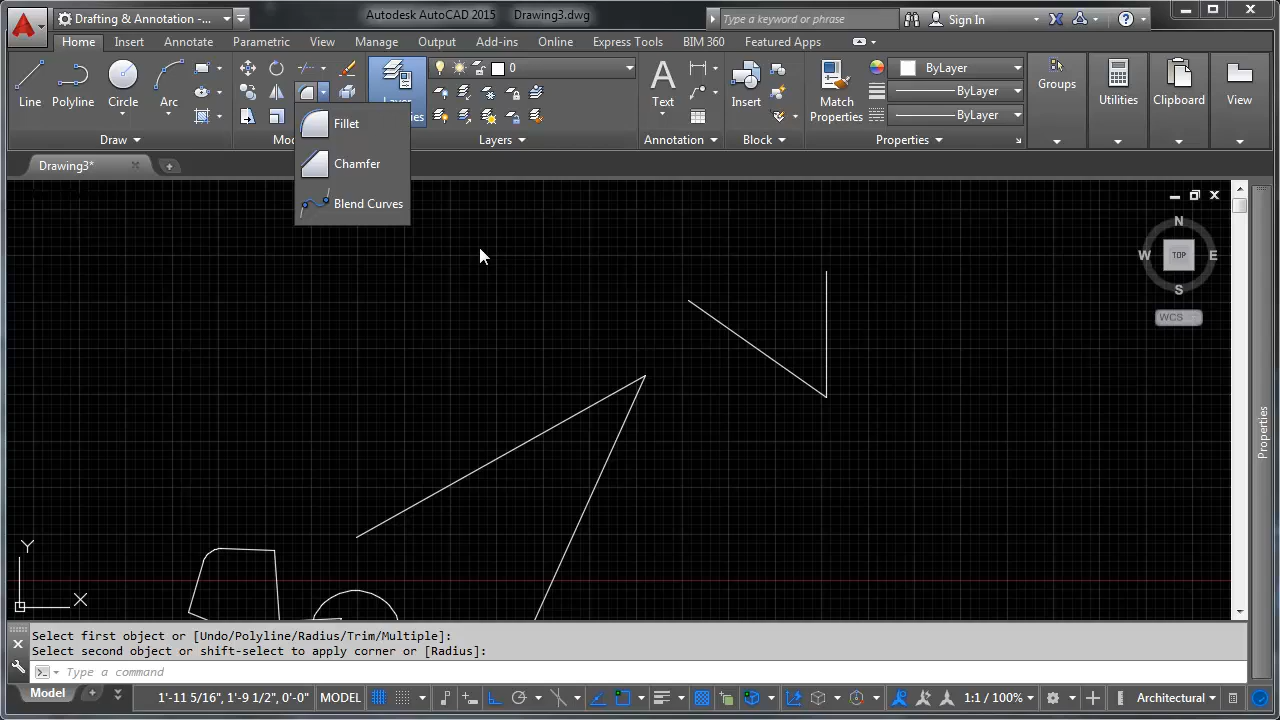 Drafting & Annotation -
Autodesk AutoCAD 2015 Drawing3.dwg
Type a keyword or phrase
Sign In
Home Insert Annotate Parametric View Manage Output Add-ins Online Express Tools BIM 360 Featured Apps
0
ByLayer
ByLayer
ByLayer
Line Polyline Circle Arc
Text Insert Match Properties
Groups Utilities Clipboard View
Draw
Layers
Annotation
Block
Properties
Fillet
Chamfer
Blend Curves
Drawing3*
N
W TOP E
S
WCS
Properties
Y
X
Select first object or [Undo/Polyline/Radius/Trim/Multiple]:
Select second object or shift-select to apply corner or [Radius]:
Type a command
Model
1'-11 5/16", 1'-9 1/2", 0'-0" MODEL 1:1 / 100% Architectural